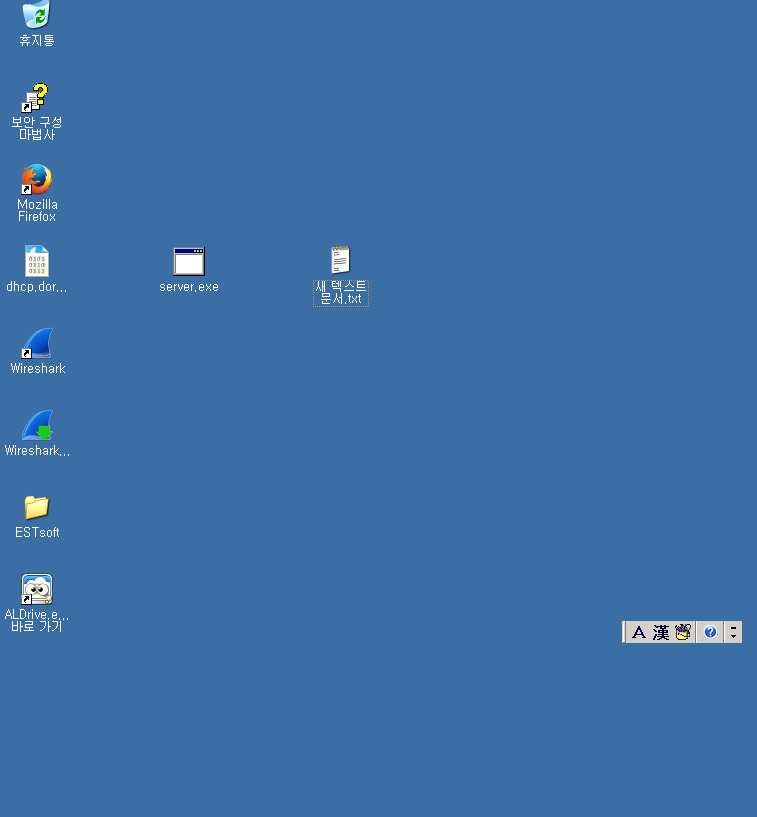 휴지통
보안 구성
마법사
Mozilla
Firefox
dhcp,dor...
server,exe
새 텍스트
문서,txt
Wireshark
Wireshark,...
ESTsoft
ALDrive,e...
바로 가기
A 漢